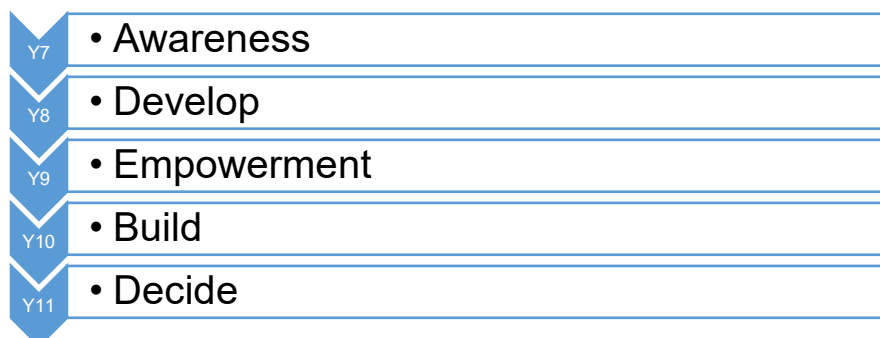 Y7 • Awareness
Y8 • Develop
Y9 • Empowerment
Y10 • Build
Y11 • Decide